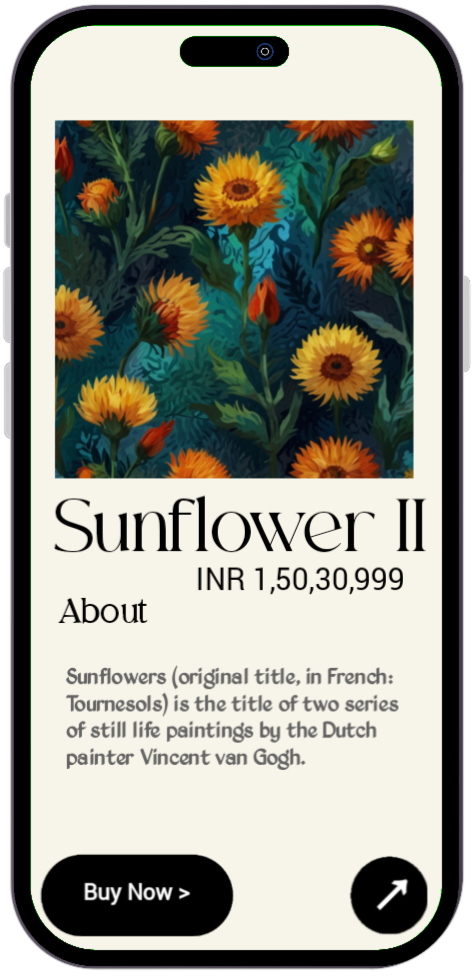 Sunflower II
INR 1,50,30,999
About
Sunflowers (original title, in French:
Tournesols) is the title of two series
of still life paintings by the Dutch
painter Vincent van Gogh.
Buy Now >